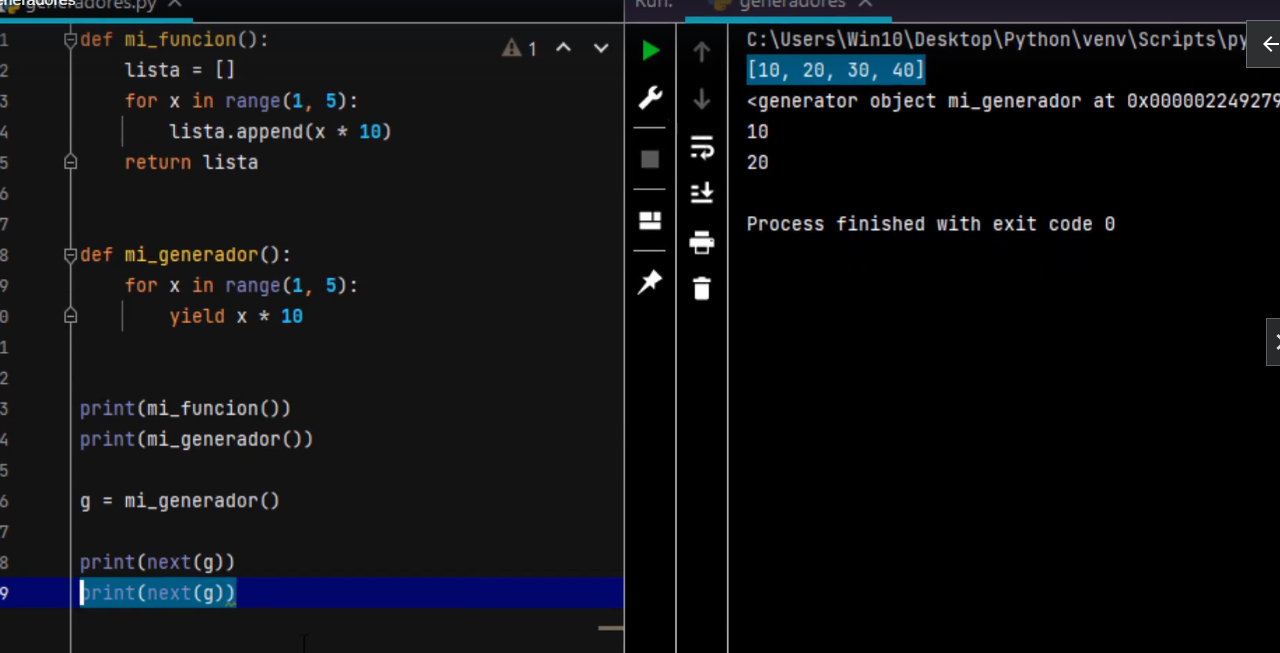 generadores
generadores.py
1 def mi_funcion():
2 lista = []
3 for x in range(1, 5):
4 lista.append(x * 10)
5 return lista
6
7
8 def mi_generador():
9 for x in range(1, 5):
0 yield x * 10
1
2
3 print(mi_funcion())
4 print(mi_generador())
5
6 g = mi_generador()
7
8 print(next(g))
9 print(next(g))
1
Run:
generadores
C:\Users\Win10\Desktop\Python\venv\Scripts\py
[10, 20, 30, 40]
<generator object mi_generador at 0x000002249279
10
20
Process finished with exit code 0